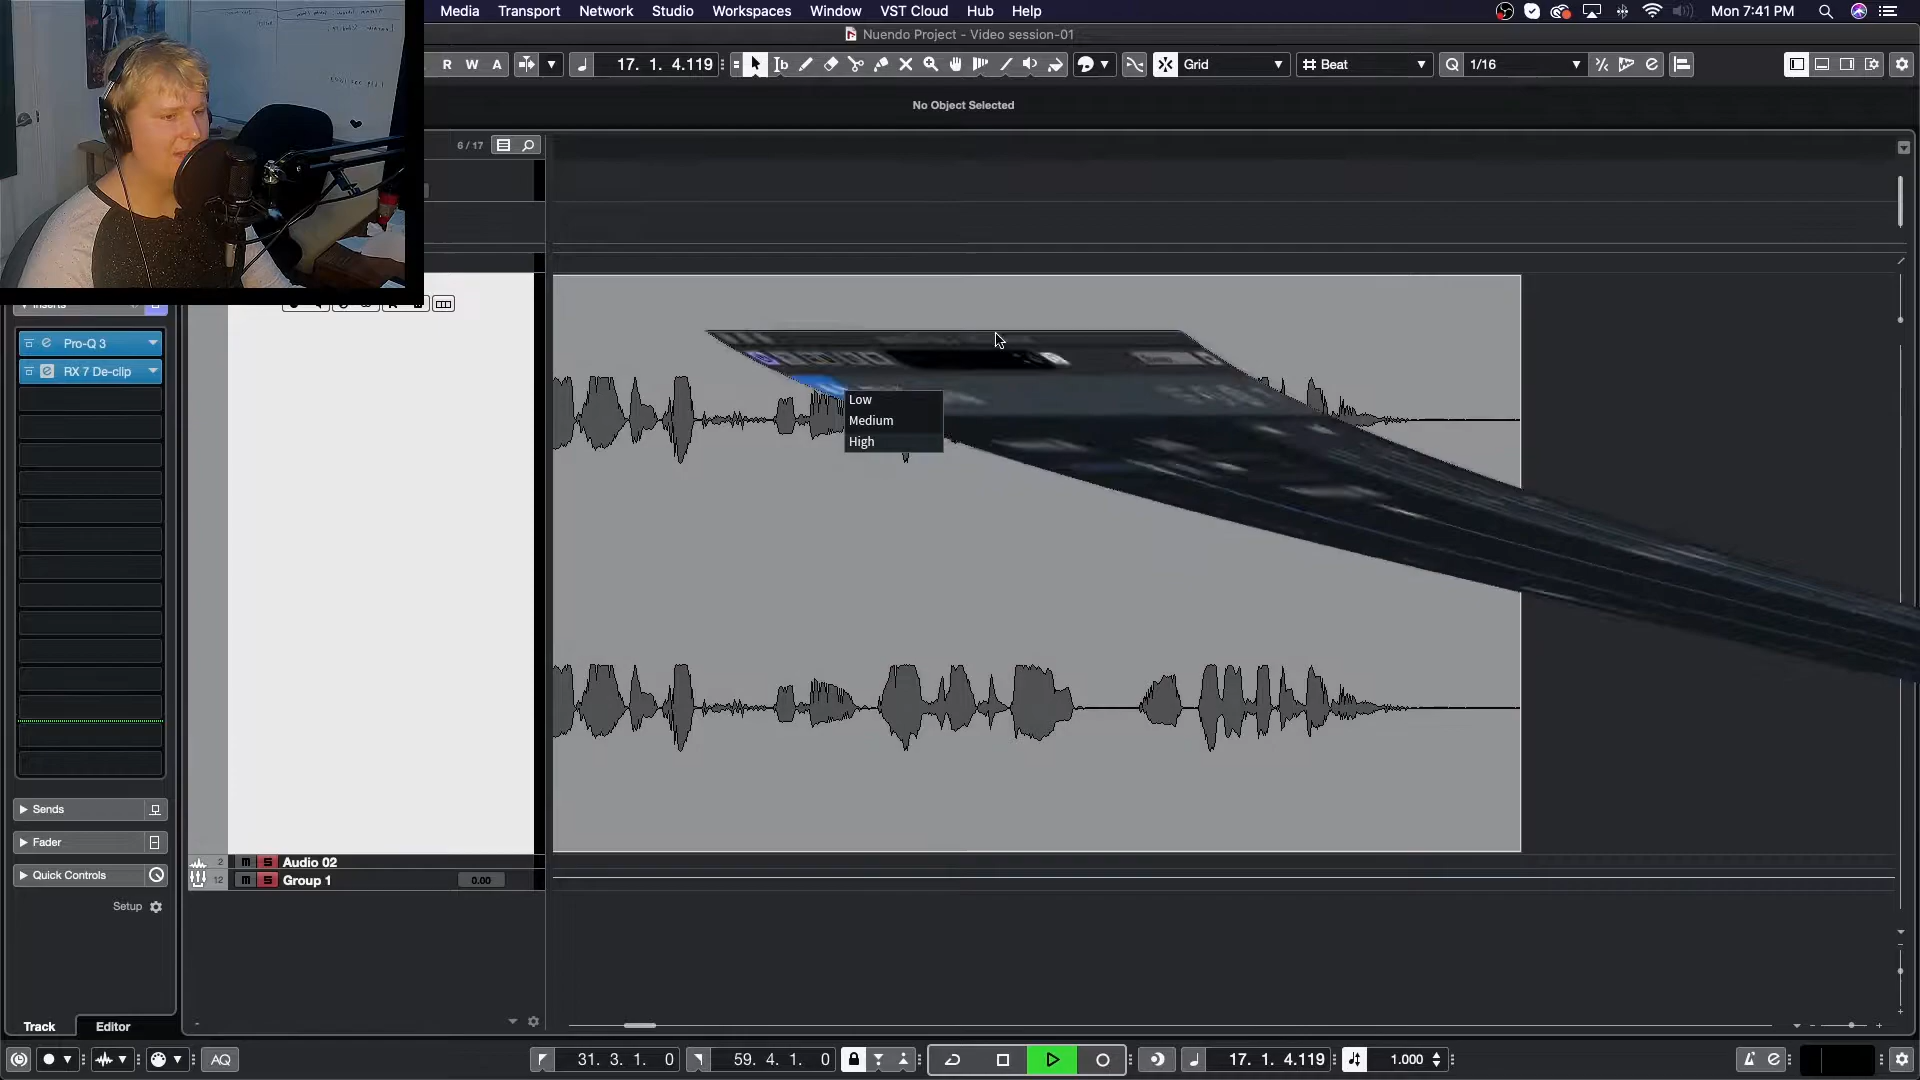 Media Transport Network Studio Workspaces Window VST Cloud Hub Help Mon 7:41 PM
Nuendo Project - Video session-01
R W A 17. 1. 4.119 Grid Beat Q 1/16
No Object Selected
6 / 17
Inserts
Pro-Q 3
RX 7 De-clip
Low
Medium
High
Sends
Fader
Quick Controls
Setup
2 m S Audio 02
12 m S Group 1 0.00
Track Editor
AQ 31. 3. 1. 0 59. 4. 1. 0 17. 1. 4.119 1.000